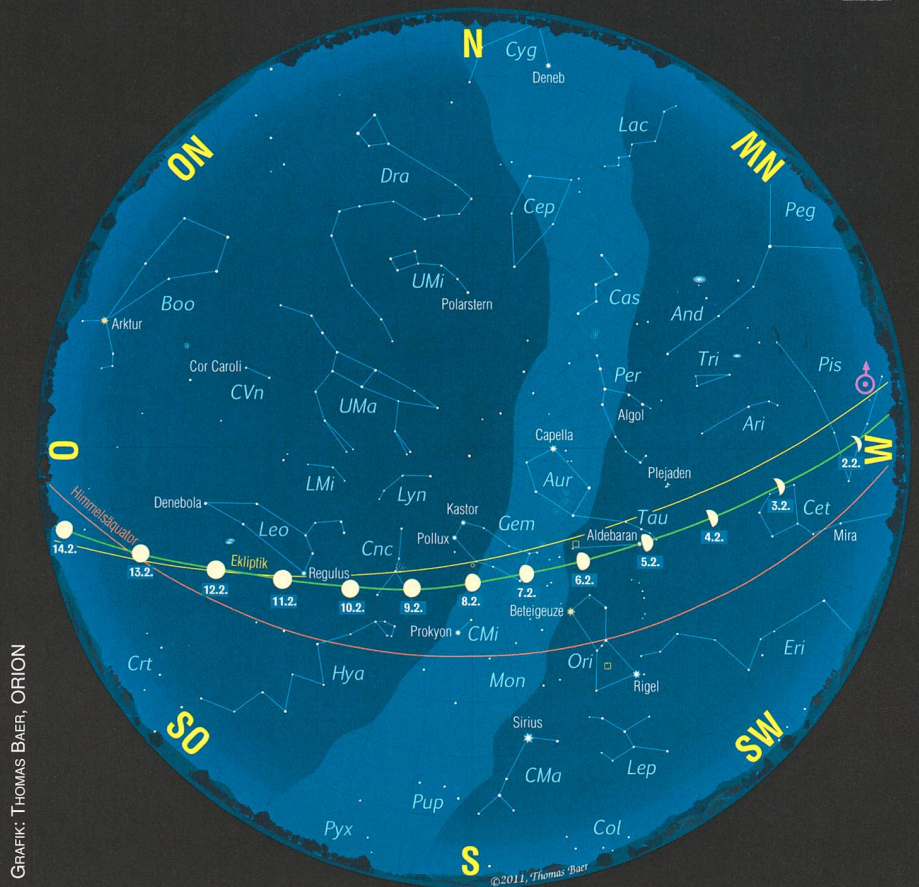 N
Cyg
Deneb
Lac
NO
NW
Dra
Cep
Peg
UMi
Polarstern
Boo
Arktur
Cas
And
Cor Caroli
CVn
UMa
Tri
Pis
Per
Algol
Ari
O
Capella
W
2.2.
Plejaden
LMi
Lyn
Aur
3.2.
Cet
Mira
Denebola
Himmelsäquator
Leo
Kastor
Pollux
Gem
Tau
Aldebaran
4.2.
Cnc
14.2.
13.2.
Ekliptik
Regulus
12.2.
11.2.
10.2.
9.2.
8.2.
7.2.
6.2.
5.2.
Beteigeuze
Prokyon
CMi
Crt
Hya
Mon
Ori
Rigel
Eri
SO
Sirius
SW
CMa
Lep
Pup
Pyx
Col
S
©2011, Thomas Baer
GRAFIK: THOMAS BAER, ORION